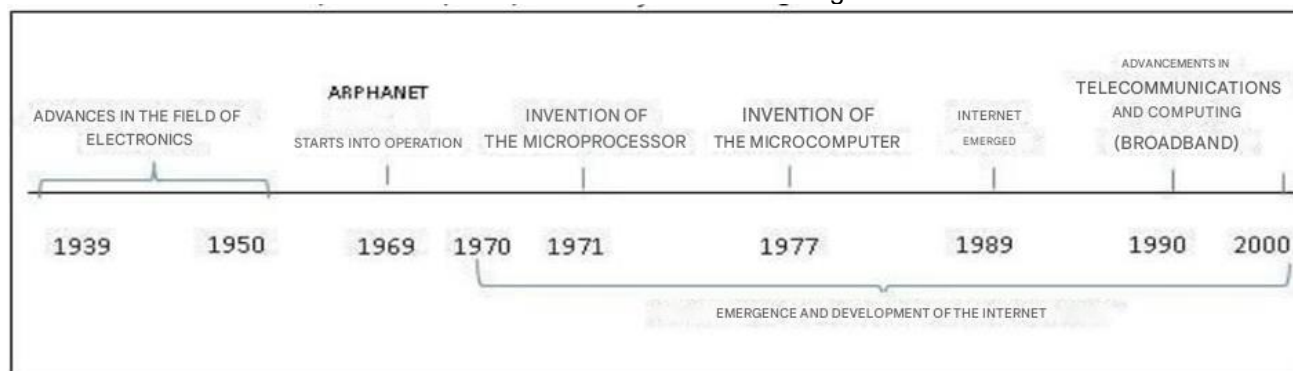 ADVANCES IN THE FIELD OF
ELECTRONICS
ARPHANET
STARTS INTO OPERATION
INVENTION OF
THE MICROPROCESSOR
INVENTION OF
THE MICROCOMPUTER
INTERNET
EMERGED
ADVANCEMENTS IN
TELECOMMUNICATIONS
AND COMPUTING
(BROADBAND)
1939 1950 1969 1970 1971 1977 1989 1990 2000
EMERGENCE AND DEVELOPMENT OF THE INTERNET